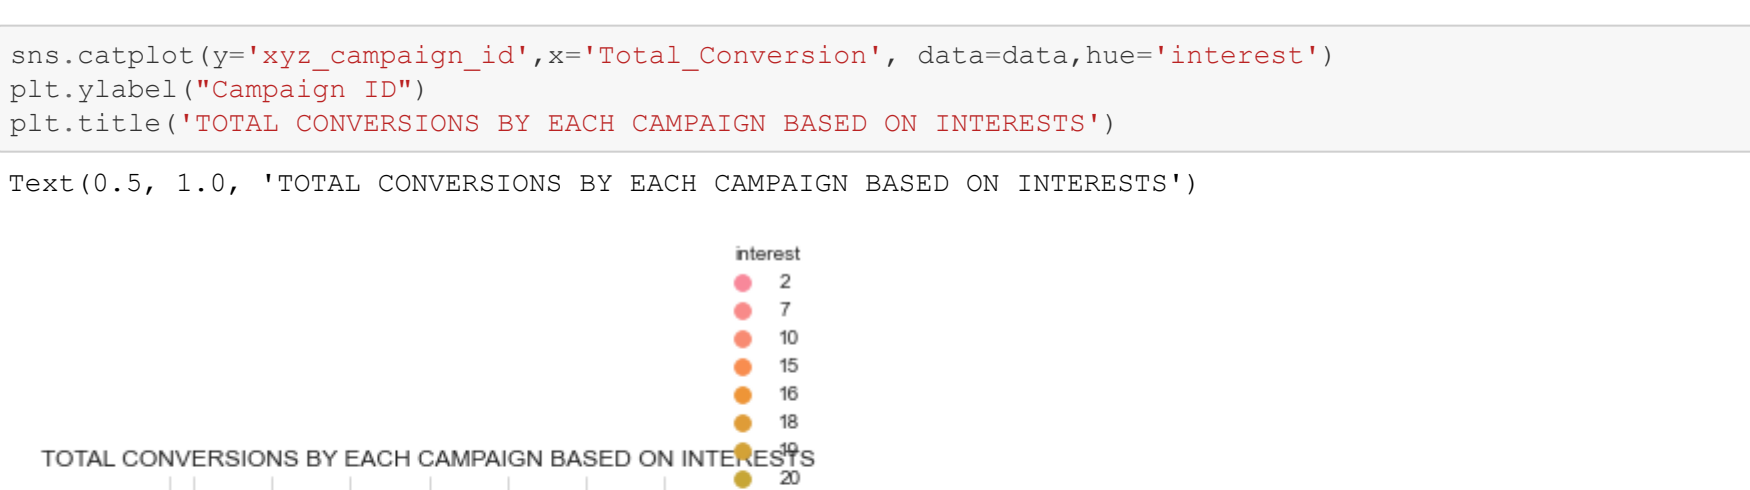 sns.catplot(y='xyz_campaign_id',x='Total_Conversion', data=data,hue='interest')
plt.ylabel("Campaign ID")
plt.title('TOTAL CONVERSIONS BY EACH CAMPAIGN BASED ON INTERESTS')
Text(0.5, 1.0, 'TOTAL CONVERSIONS BY EACH CAMPAIGN BASED ON INTERESTS')
interest
2
7
10
15
16
18
19
TOTAL CONVERSIONS BY EACH CAMPAIGN BASED ON INTERESTS
20